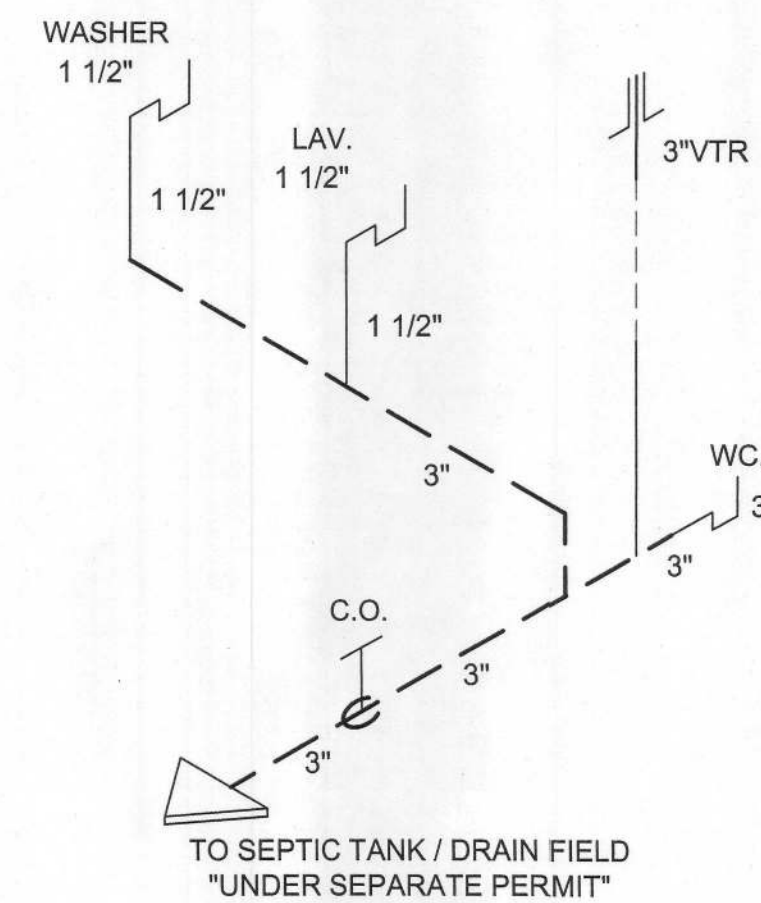 WASHER
1 1/2"
1 1/2"
LAV.
1 1/2"
1 1/2"
3"VTR
3"
WC.
3
3"
C.O.
3"
3"
TO SEPTIC TANK / DRAIN FIELD
"UNDER SEPARATE PERMIT"